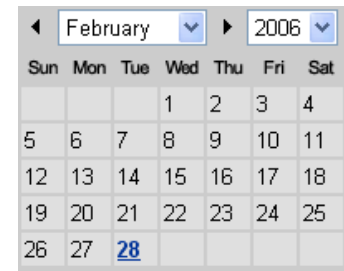 February 2006
Sun Mon Tue Wed Thu Fri Sat
1 2 3 4
5 6 7 8 9 10 11
12 13 14 15 16 17 18
19 20 21 22 23 24 25
26 27 28